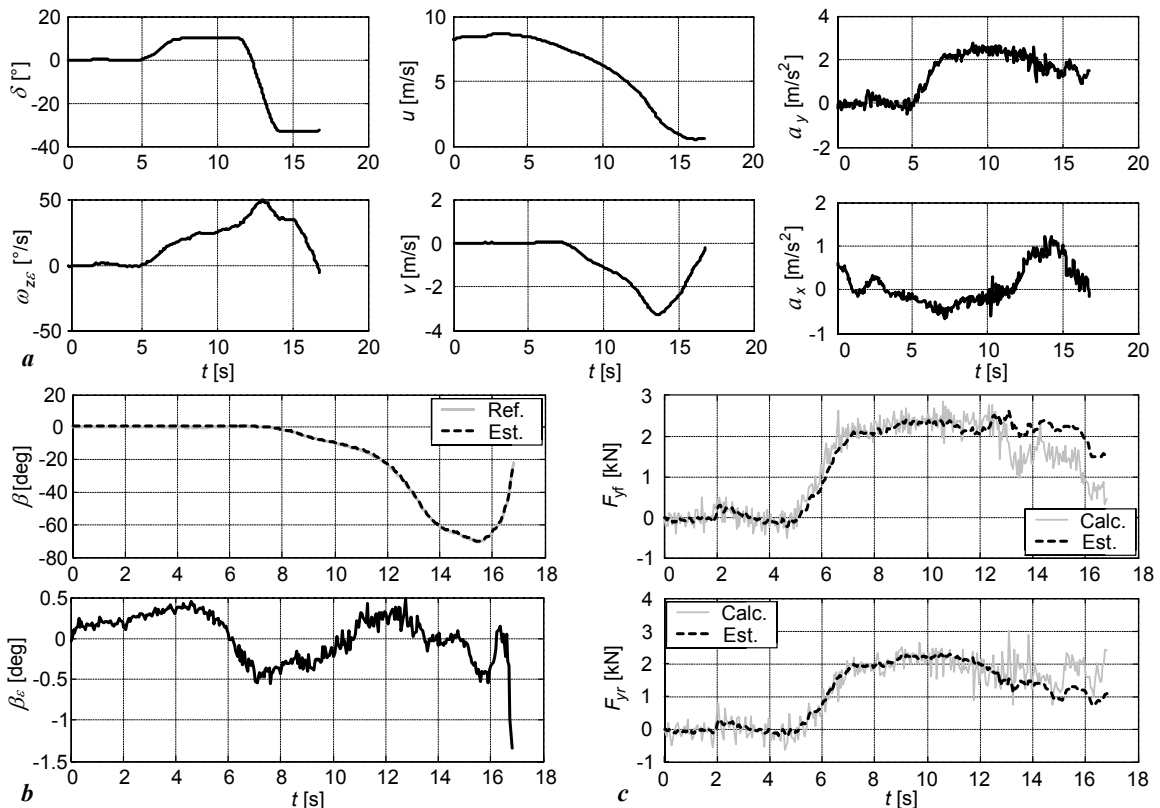 20
0
-20
-40
0 5 10 15 20
δ [°]
10
5
0
0 5 10 15 20
u [m/s]
4
2
0
-2
0 5 10 15 20
a y [m/s²]
50
0
-50
0 5 10 15 20
ω zε [°/s]
t [s]
a
2
0
-2
-4
0 5 10 15 20
v [m/s]
t [s]
2
1
0
-1
0 5 10 15 20
a x [m/s²]
t [s]
20
0
-20
-40
-60
-80
0 2 4 6 8 10 12 14 16 18
β [deg]
Ref.
Est.
0.5
0
-0.5
-1
-1.5
0 2 4 6 8 10 12 14 16 18
βε [deg]
t [s]
b
3
2
1
0
-1
0 2 4 6 8 10 12 14 16 18
Fyf [kN]
Calc.
Est.
4
3
2
1
0
-1
0 2 4 6 8 10 12 14 16 18
Fyr [kN]
Calc.
Est.
t [s]
c